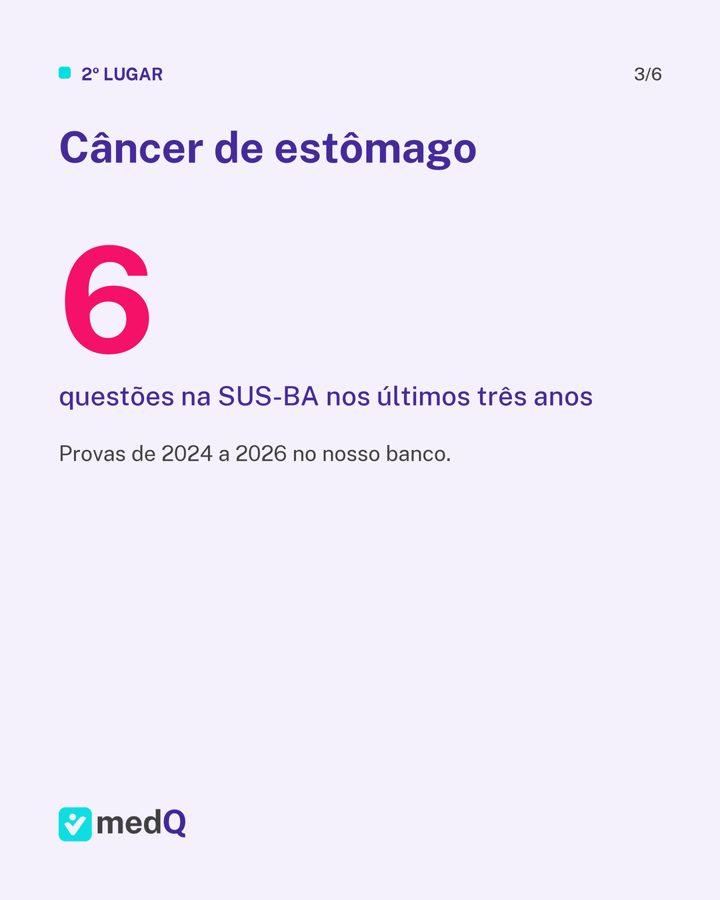 2º LUGAR
3/6
Câncer de estômago
6
questões na SUS-BA nos últimos três anos
Provas de 2024 a 2026 no nosso banco.
medQ